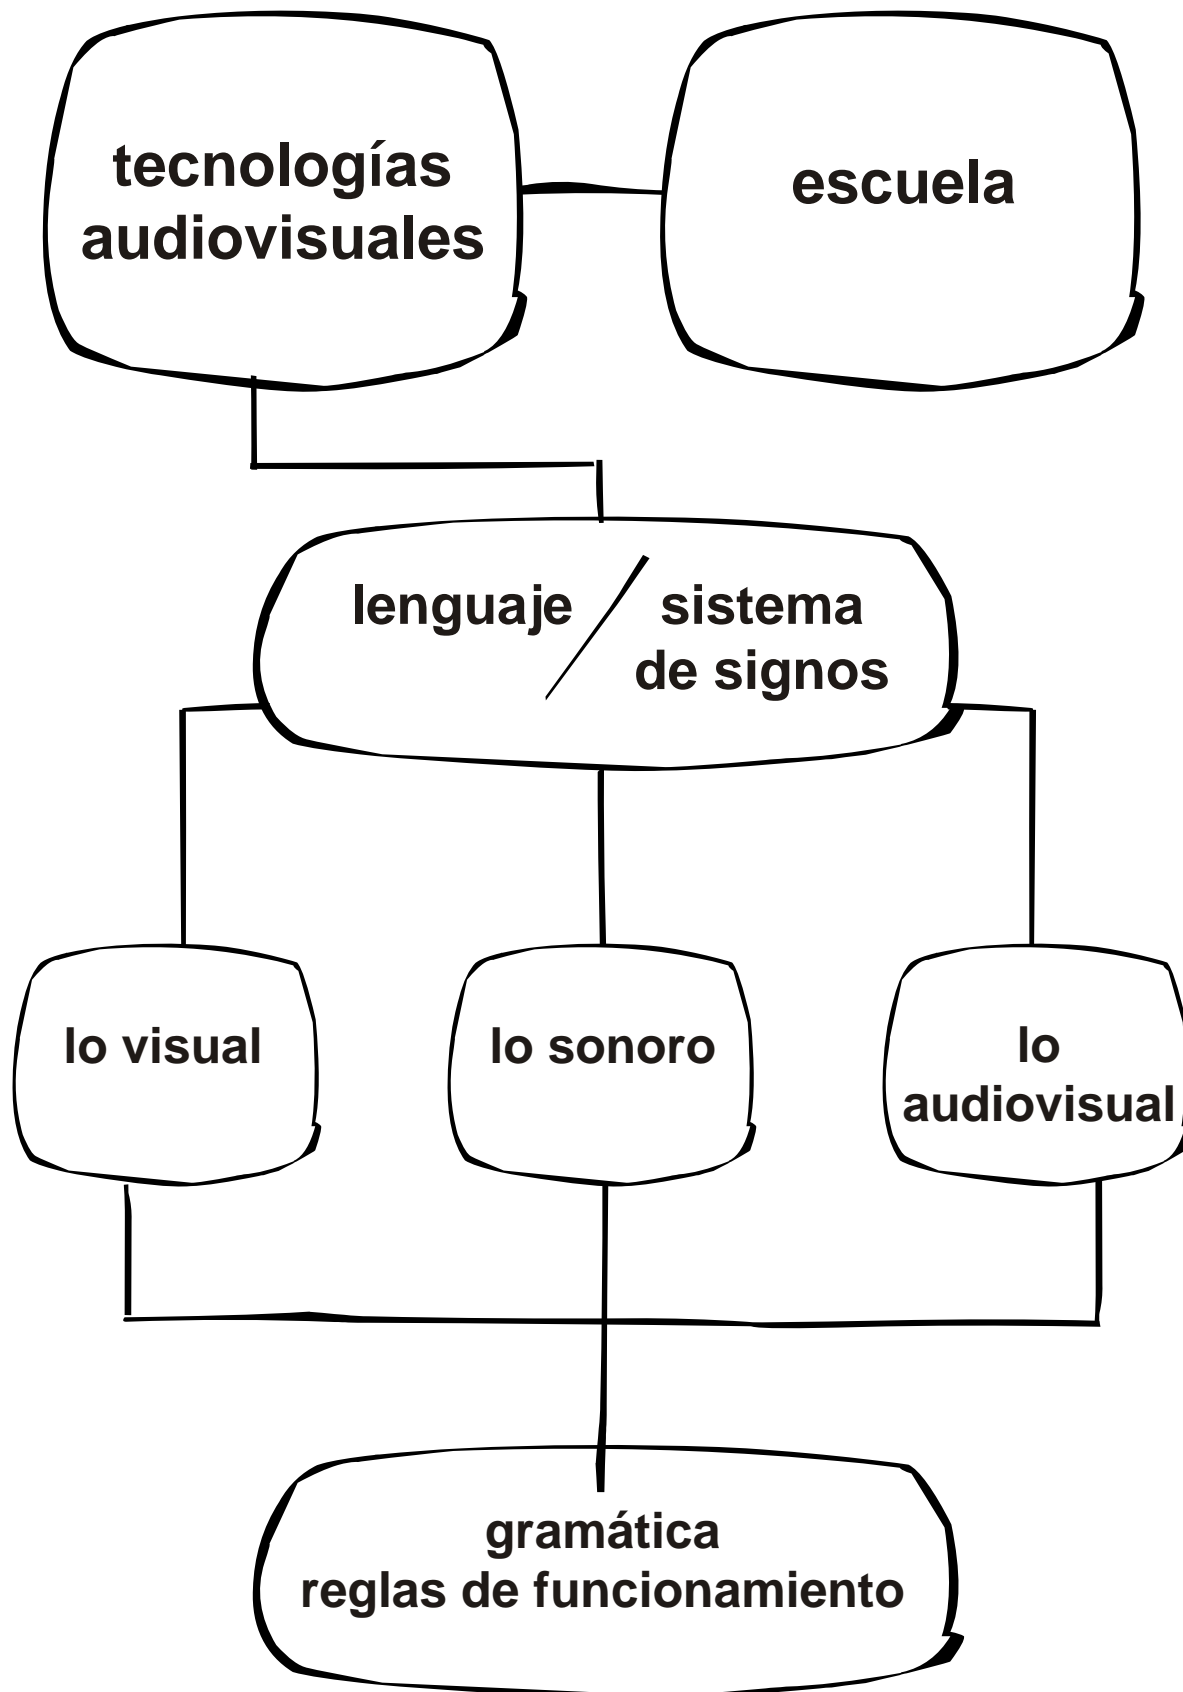 tecnologías
audiovisuales
escuela
lenguaje / sistema
de signos
lo visual
lo sonoro
lo
audiovisual
gramática
reglas de funcionamiento